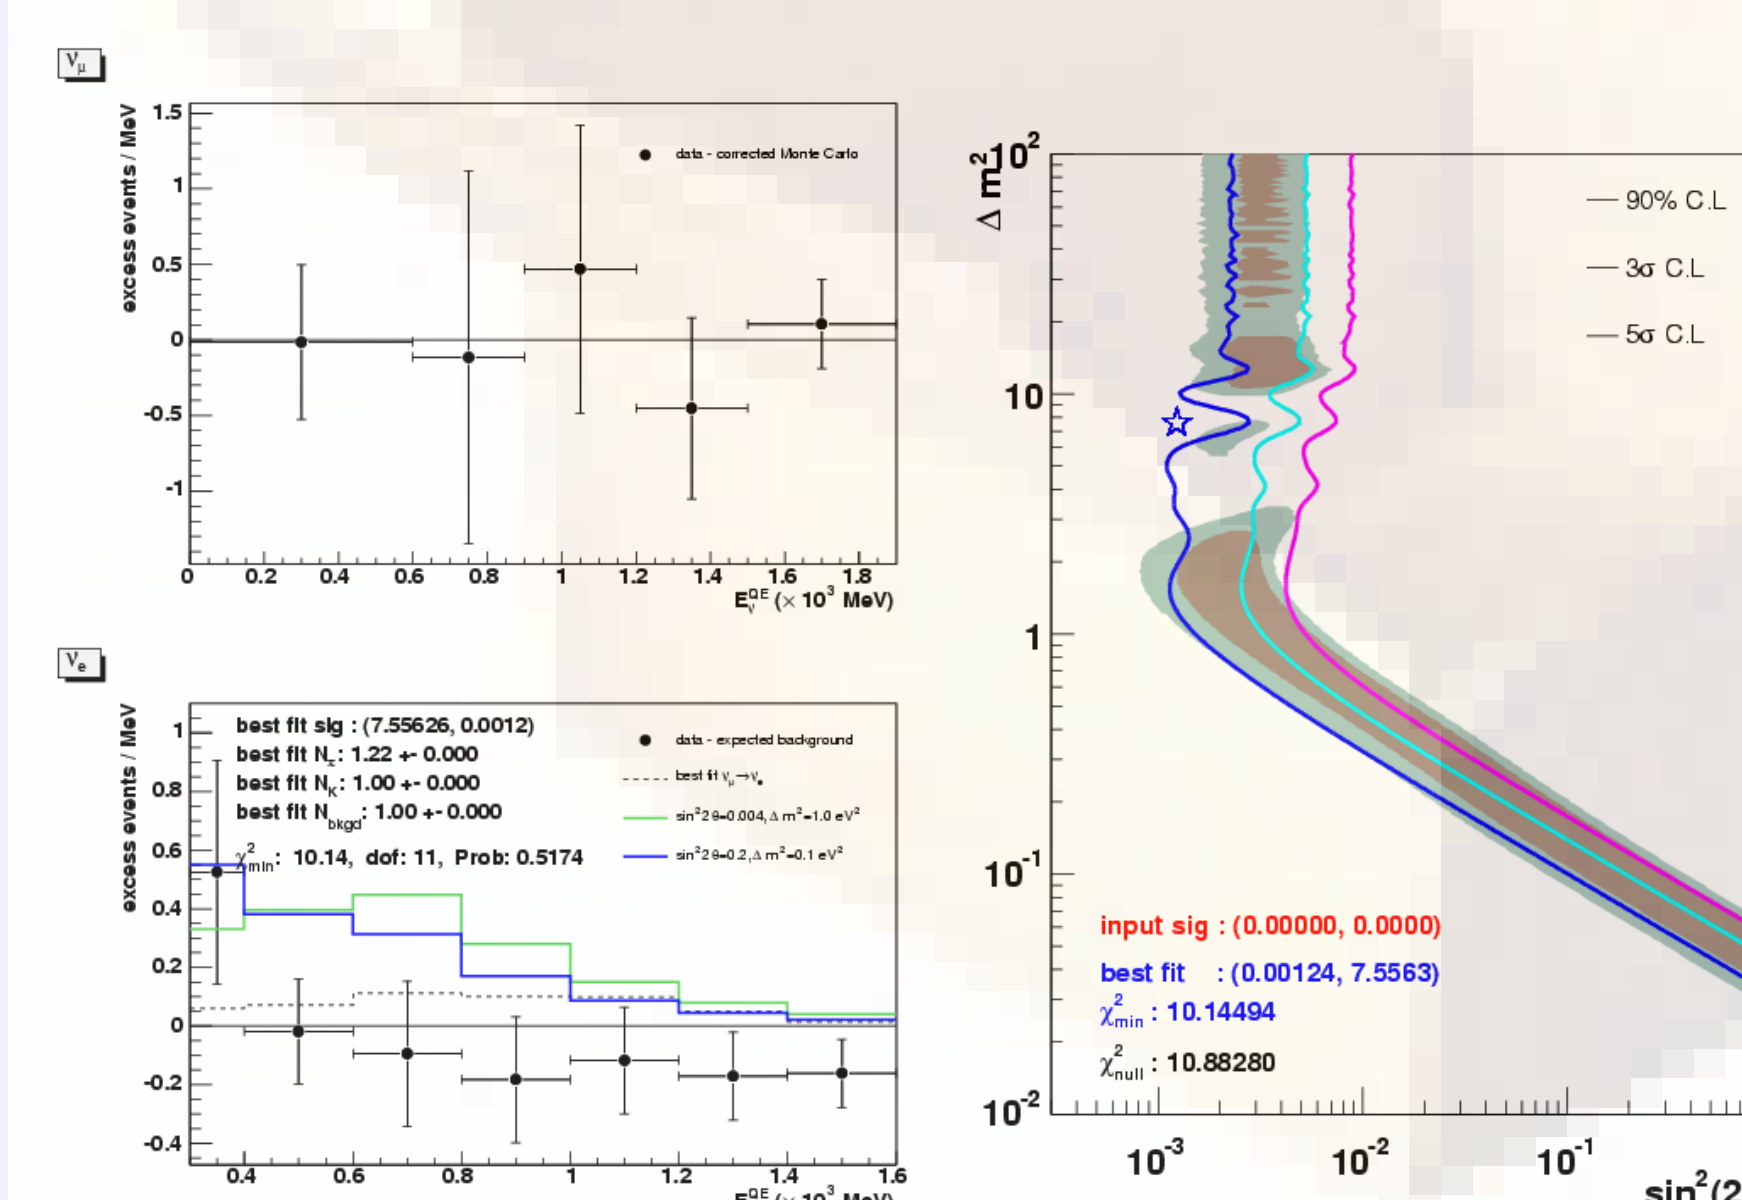 νμ
excess events / MeV
1.5
1
0.5
0
-0.5
-1
data - corrected Monte Carlo
0 0.2 0.4 0.6 0.8 1 1.2 1.4 1.6 1.8
EνQE (× 10³ MeV)
νe
excess events / MeV
1
0.8
0.6
0.4
0.2
0
-0.2
-0.4
best fit sig : (7.55626, 0.0012)
best fit Nπ: 1.22 +- 0.000
best fit NK: 1.00 +- 0.000
best fit Nbkgd: 1.00 +- 0.000
χ²min: 10.14, dof: 11, Prob: 0.5174
data - expected background
best fit νμ→νe
sin²2θ=0.004, Δ m²=1.0 eV²
sin²2θ=0.2, Δ m²=0.1 eV²
0.4 0.6 0.8 1 1.2 1.4 1.6
EQE (× 10³ MeV)
Δ m²
10²
10
1
10⁻¹
10⁻²
90% C.L
3σ C.L
5σ C.L
input sig : (0.00000, 0.0000)
best fit : (0.00124, 7.5563)
χ²min : 10.14494
χ²null : 10.88280
10⁻³ 10⁻² 10⁻¹
sin²(2